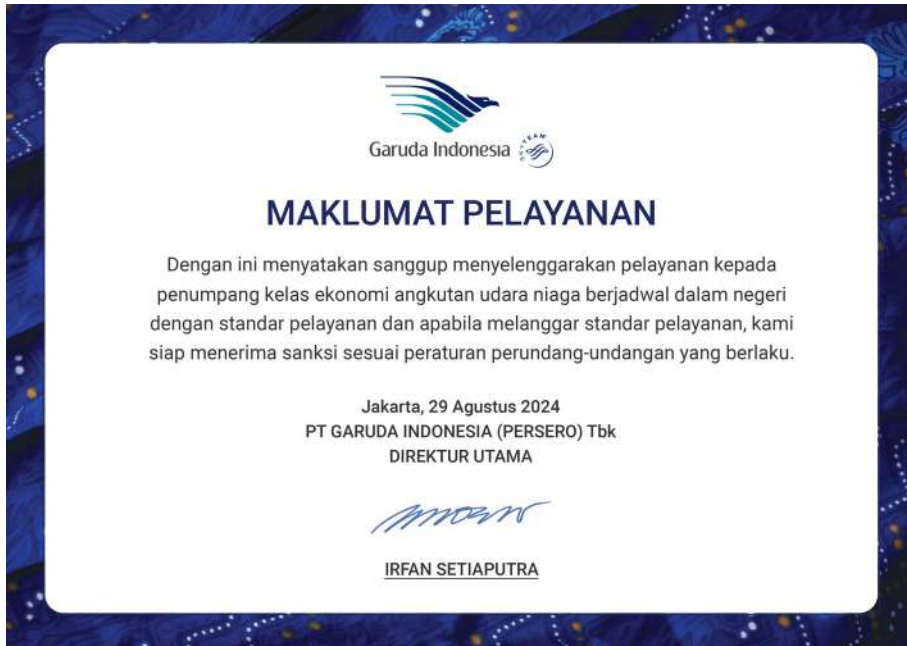 Garuda Indonesia
SKYTEAM
MAKLUMAT PELAYANAN
Dengan ini menyatakan sanggup menyelenggarakan pelayanan kepada
penumpang kelas ekonomi angkutan udara niaga berjadwal dalam negeri
dengan standar pelayanan dan apabila melanggar standar pelayanan, kami
siap menerima sanksi sesuai peraturan perundang-undangan yang berlaku.
Jakarta, 29 Agustus 2024
PT GARUDA INDONESIA (PERSERO) Tbk
DIREKTUR UTAMA
IRFAN SETIAPUTRA